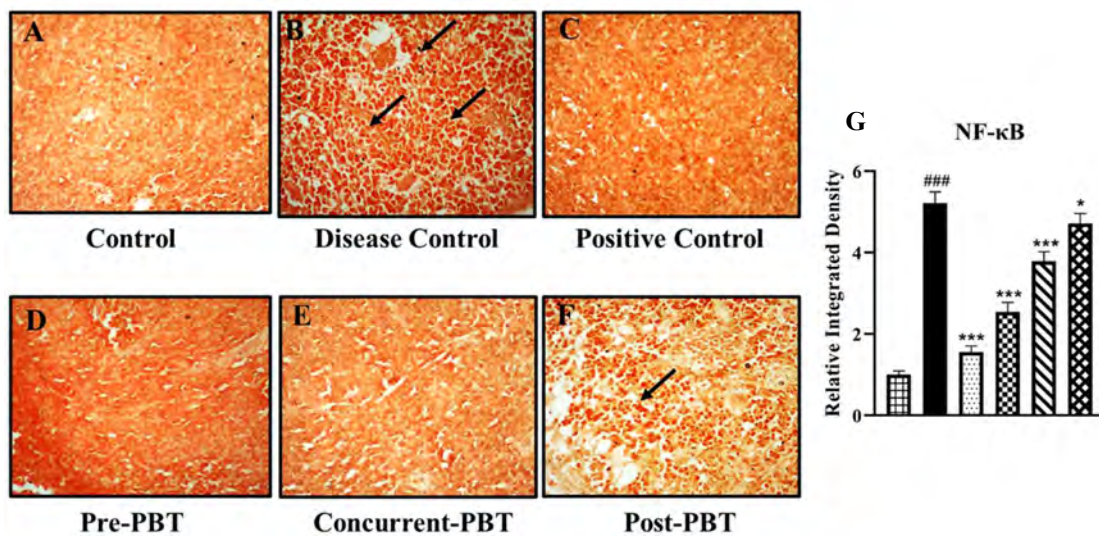 A
B
C
Control
Disease Control
Positive Control
D
E
F
Pre-PBT
Concurrent-PBT
Post-PBT
G
NF-κB
Relative Integrated Density
6
4
2
0
###
***
***
***
*